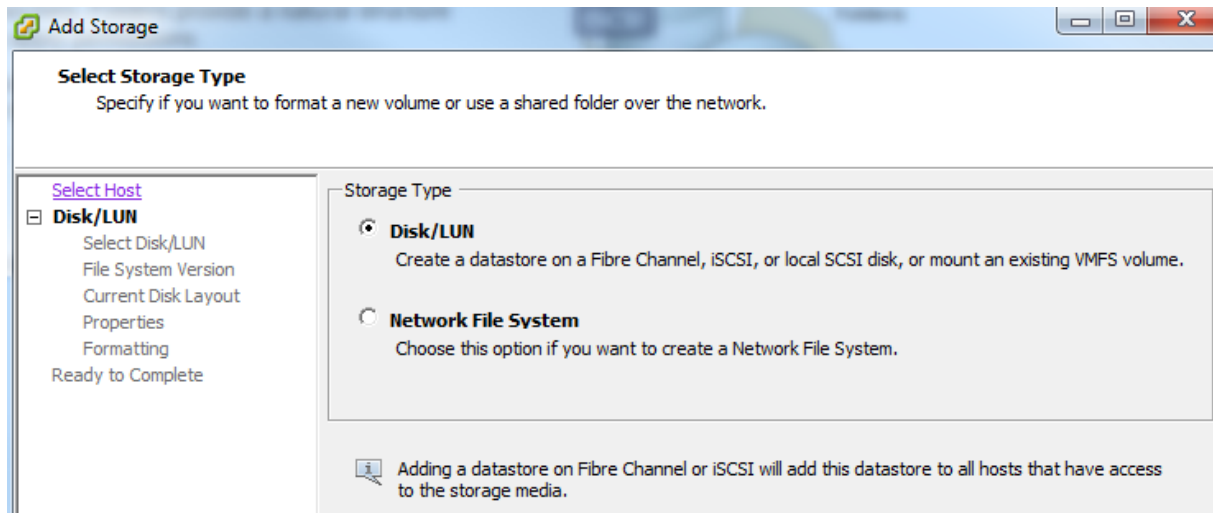 Add Storage
Select Storage Type
Specify if you want to format a new volume or use a shared folder over the network.
Select Host
Disk/LUN
Select Disk/LUN
File System Version
Current Disk Layout
Properties
Formatting
Ready to Complete
Storage Type
Disk/LUN
Create a datastore on a Fibre Channel, iSCSI, or local SCSI disk, or mount an existing VMFS volume.
Network File System
Choose this option if you want to create a Network File System.
Adding a datastore on Fibre Channel or iSCSI will add this datastore to all hosts that have access
to the storage media.